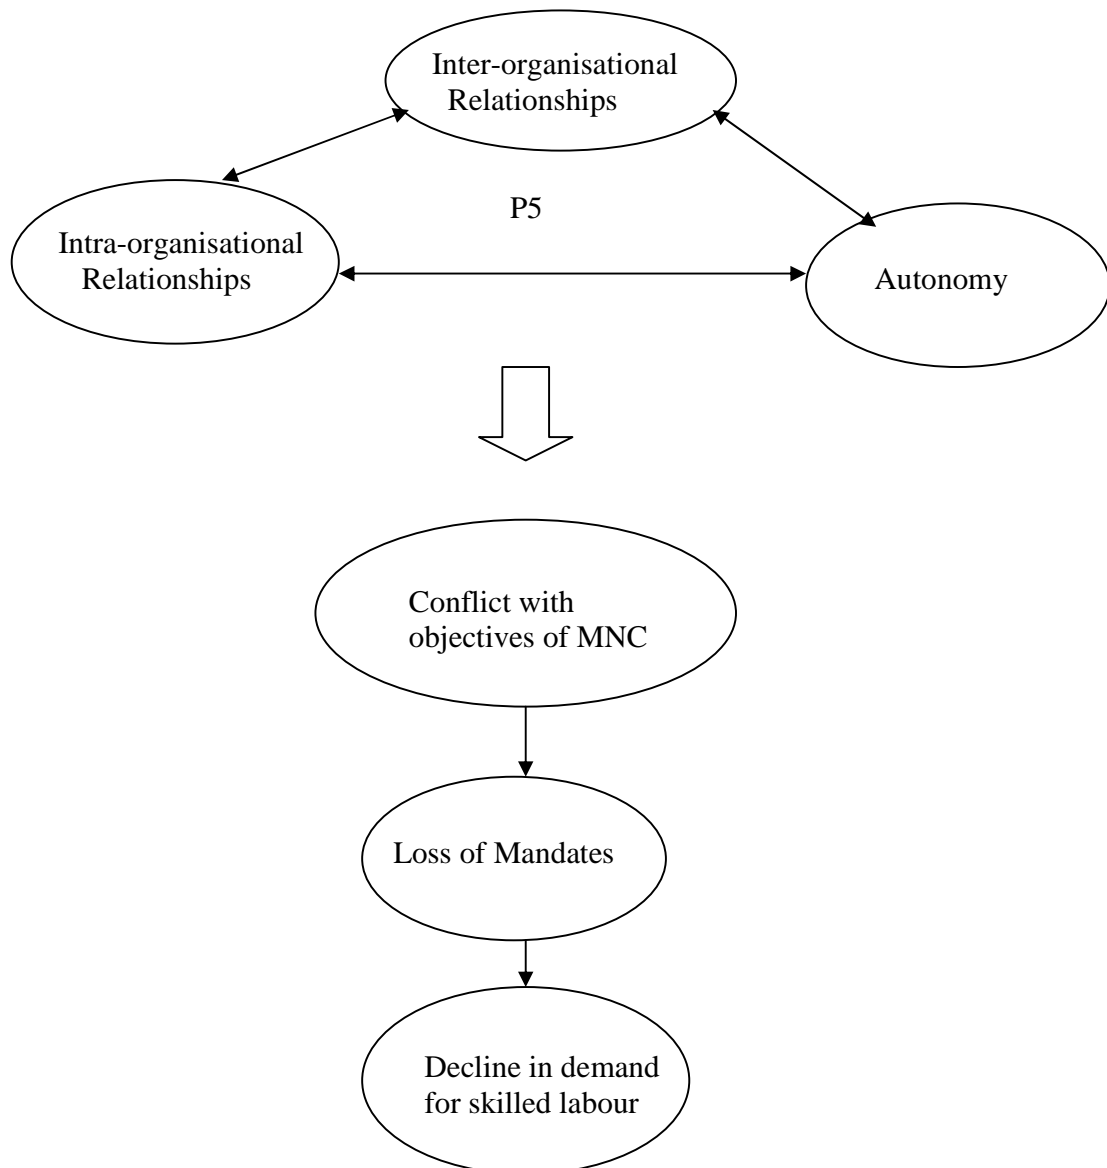 Inter-organisational
Relationships
P5
Intra-organisational
Relationships
Autonomy
Conflict with
objectives of MNC
Loss of Mandates
Decline in demand
for skilled labour